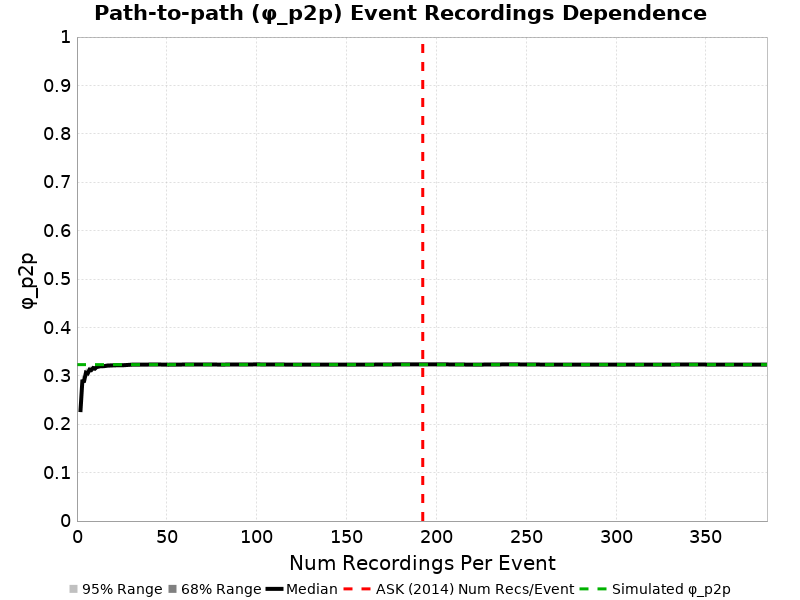 Path-to-path (φ_p2p) Event Recordings Dependence
1
0.9
0.8
0.7
0.6
0.5
0.4
0.3
0.2
0.1
0
φ_p2p
0 50 100 150 200 250 300 350
Num Recordings Per Event
95% Range 68% Range Median ASK (2014) Num Recs/Event Simulated φ_p2p